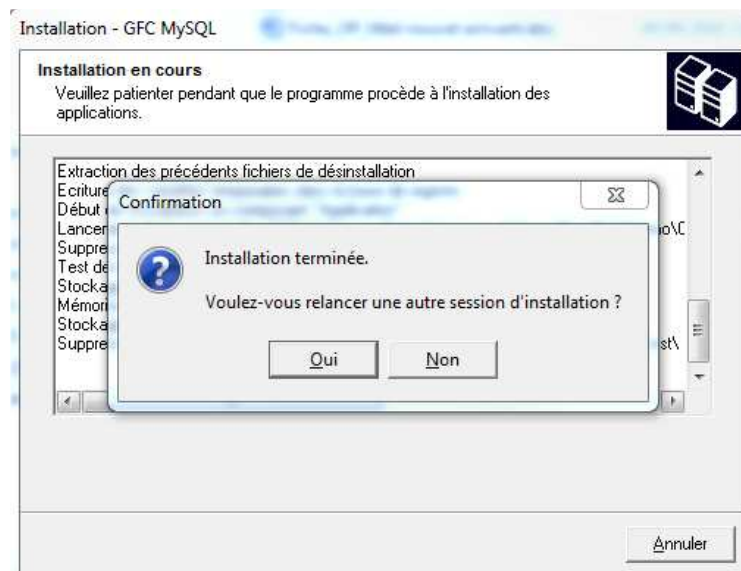 Installation - GFC MySQL
Installation en cours
Veuillez patienter pendant que le programme procède à l'installation des
applications.
Extraction des précédents fichiers de désinstallation
Ecriture
Début
Lancem
Suppre
Test de
Stocka
Mémori
Stocka
Suppre
Confirmation
Installation terminée.
Voulez-vous relancer une autre session d'installation ?
Oui
Non
Annuler